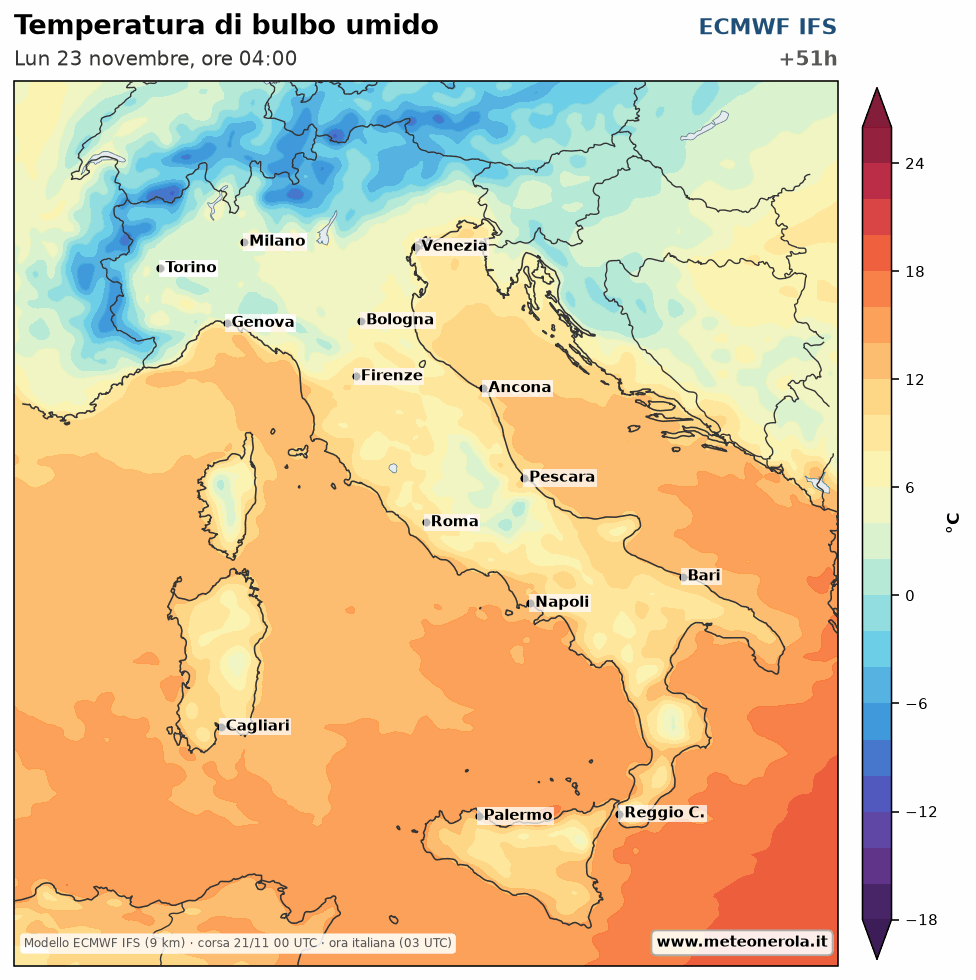 Temperatura di bulbo umido
ECMWF IFS
Lun 23 novembre, ore 04:00
+51h
Milano
Venezia
Torino
Genova
Bologna
Firenze
Ancona
Pescara
Roma
Bari
Napoli
Cagliari
Palermo
Reggio C.
24
18
12
6
0
−6
−12
−18
°C
Modello ECMWF IFS (9 km) · corsa 21/11 00 UTC · ora italiana (03 UTC)
www.meteonerola.it